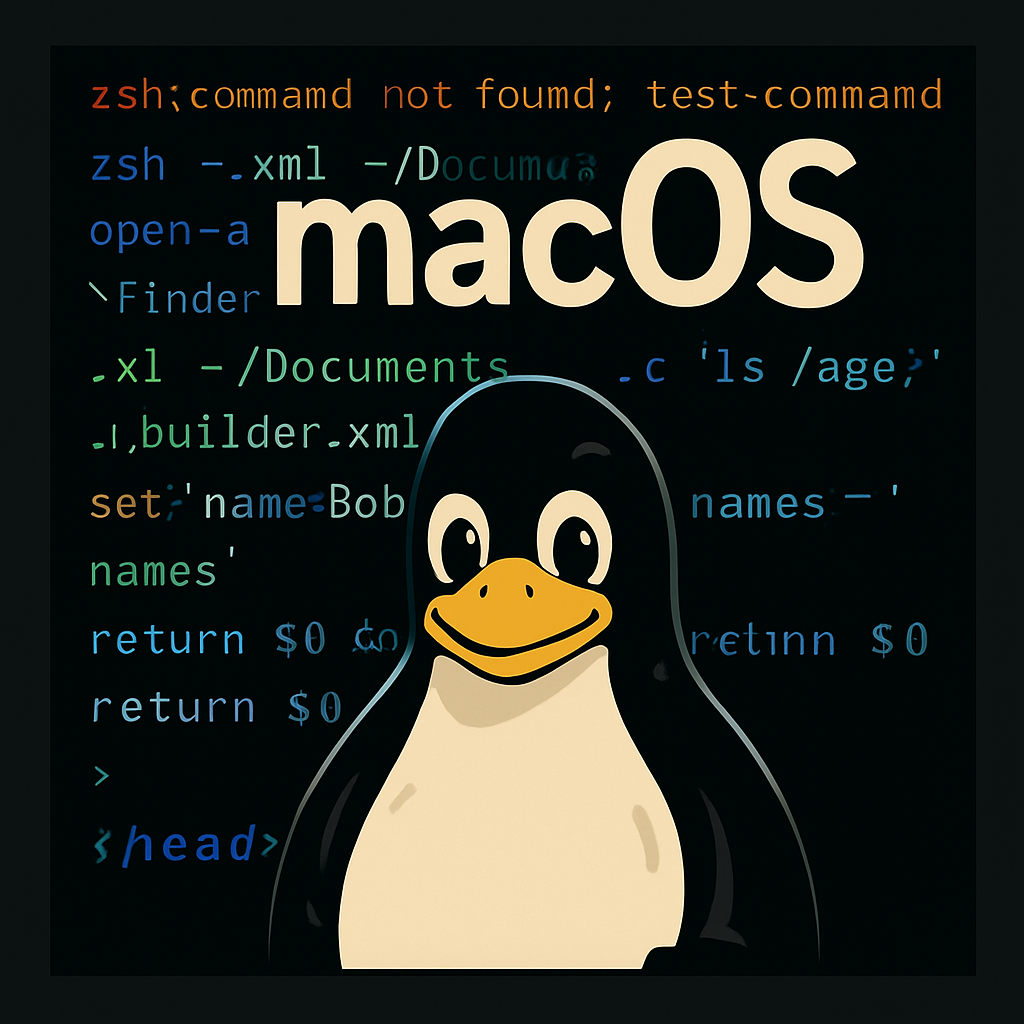 zsh;commamd not foumd; test-commamd
zsh -.xml -/Docum
macOS
open-a
\Finder
.xl -/Documents .c 'ls /age;'
.ı,builder.xml
set;'name-Bob names - '
names'
return $0 $0
return $0
>
</head>